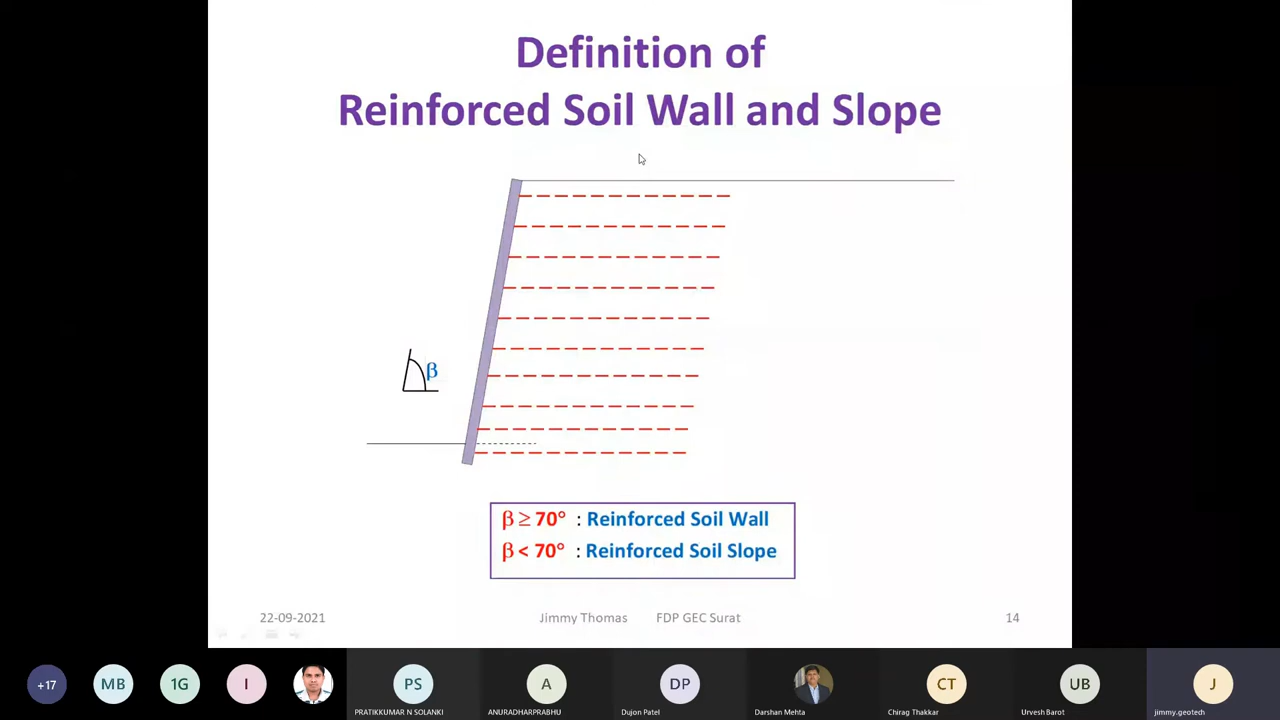 Definition of
Reinforced Soil Wall and Slope
β
β ≥ 70° : Reinforced Soil Wall
β < 70° : Reinforced Soil Slope
22-09-2021 Jimmy Thomas FDP GEC Surat 14
+17 MB 1G I PS A DP CT UB J
PRATIKKUMAR N SOLANKI ANURADHARPRABHU Dujon Patel Darshan Mehta Chirag Thakkar Urvesh Barot jimmy.geotech